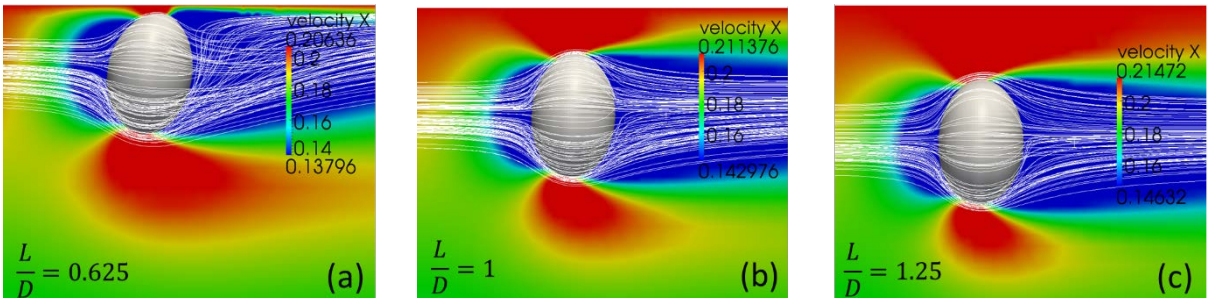 velocity X
0.20636
0.2
0.18
0.16
0.14
0.13796
L/D = 0.625
(a)
velocity X
0.211376
0.2
0.18
0.16
0.142976
L/D = 1
(b)
velocity X
0.21472
0.2
0.18
0.16
0.14632
L/D = 1.25
(c)